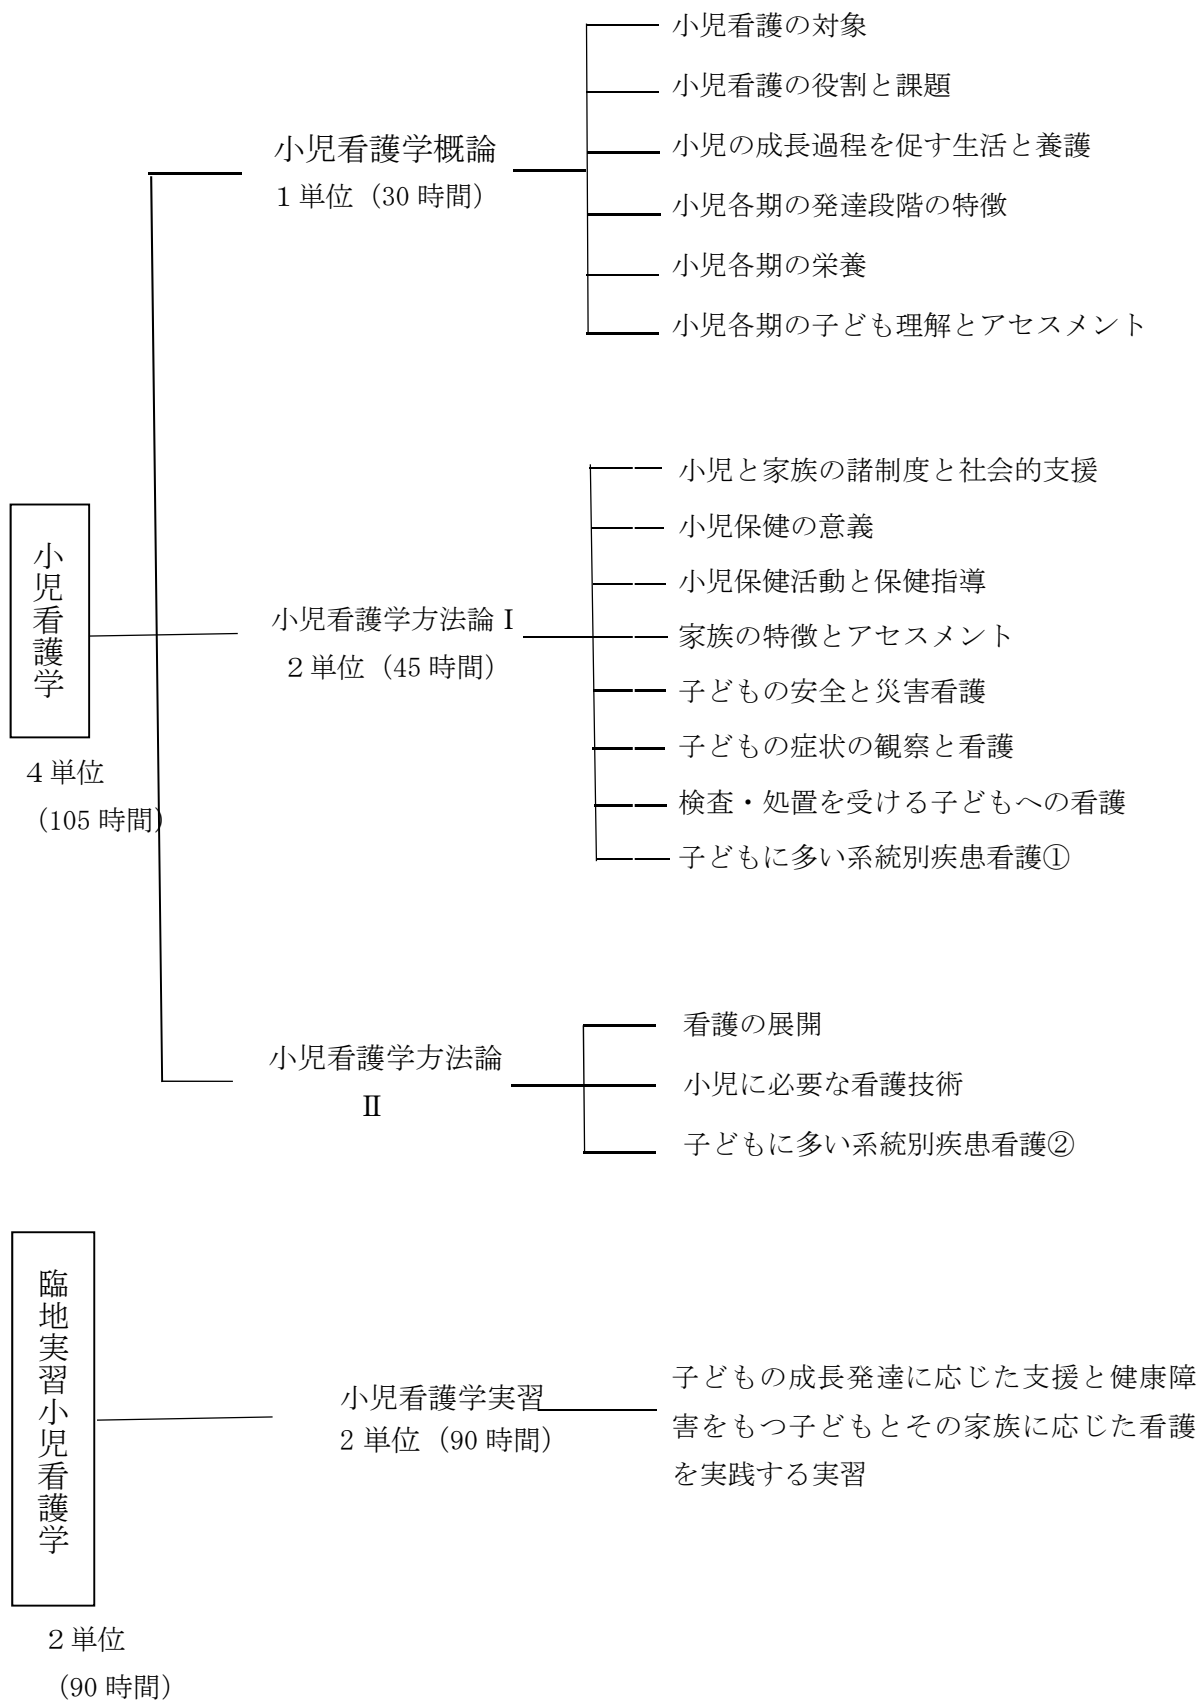 小児看護学
４単位
（105 時間）
小児看護学概論
１単位（30 時間）
小児看護の対象
小児看護の役割と課題
小児の成長過程を促す生活と養護
小児各期の発達段階の特徴
小児各期の栄養
小児各期の子ども理解とアセスメント
小児看護学方法論Ⅰ
２単位（45 時間）
小児と家族の諸制度と社会的支援
小児保健の意義
小児保健活動と保健指導
家族の特徴とアセスメント
子どもの安全と災害看護
子どもの症状の観察と看護
検査・処置を受ける子どもへの看護
子どもに多い系統別疾患看護①
小児看護学方法論
Ⅱ
看護の展開
小児に必要な看護技術
子どもに多い系統別疾患看護②
臨地実習小児看護学
２単位
（90 時間）
小児看護学実習
２単位（90 時間）
子どもの成長発達に応じた支援と健康障
害をもつ子どもとその家族に応じた看護
を実践する実習